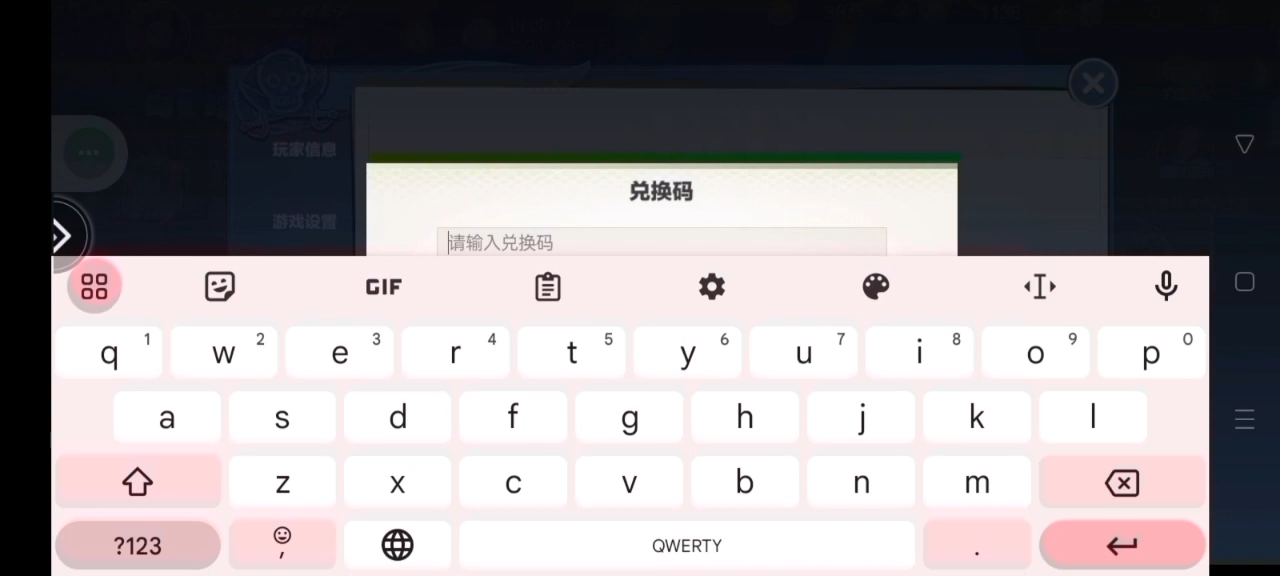 玩家信息
兑换码
游戏设置
请输入兑换码
GIF
q 1 w 2 e 3 r 4 t 5 y 6 u 7 i 8 o 9 p 0
a s d f g h j k l
z x c v b n m
?123 , QWERTY .